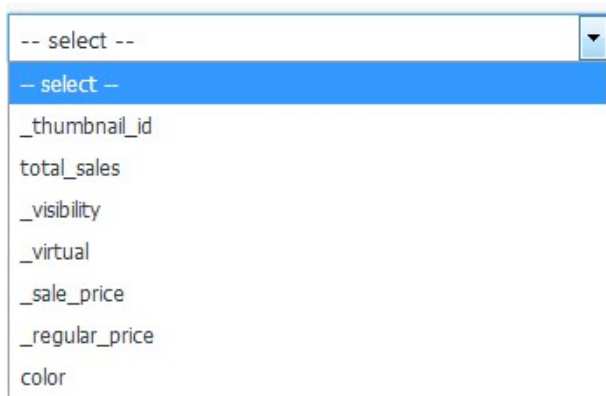 -- select --
-- select --
_thumbnail_id
total_sales
_visibility
_virtual
_sale_price
_regular_price
color